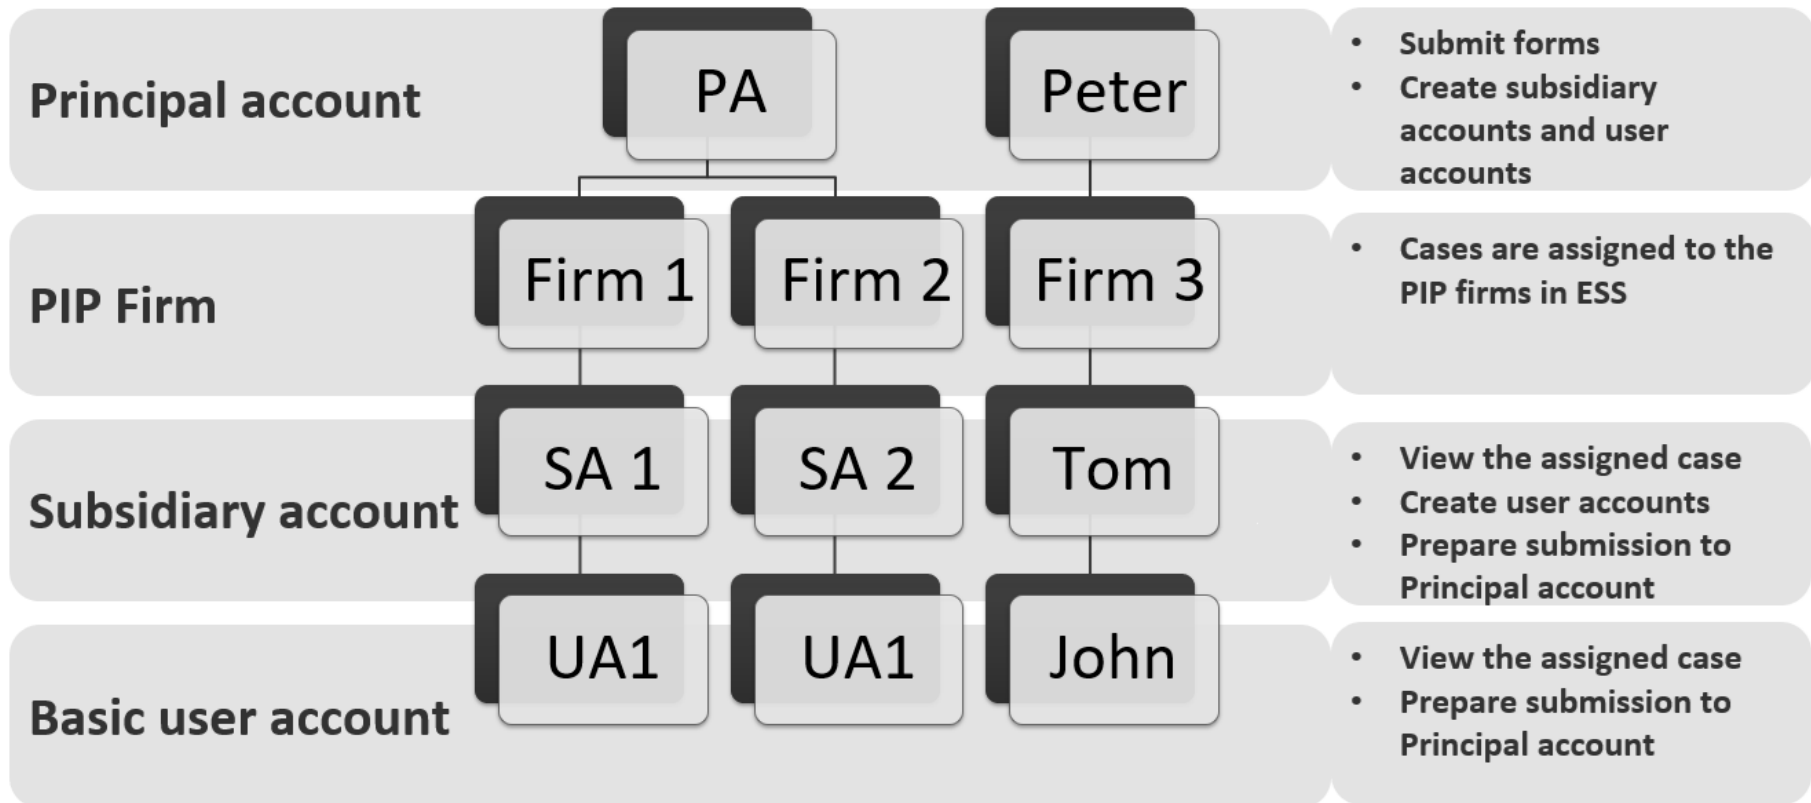 Principal account
PA
Peter
• Submit forms
• Create subsidiary
accounts and user
accounts
PIP Firm
Firm 1
Firm 2
Firm 3
• Cases are assigned to the
PIP firms in ESS
Subsidiary account
SA 1
SA 2
Tom
• View the assigned case
• Create user accounts
• Prepare submission to
Principal account
Basic user account
UA1
UA1
John
• View the assigned case
• Prepare submission to
Principal account